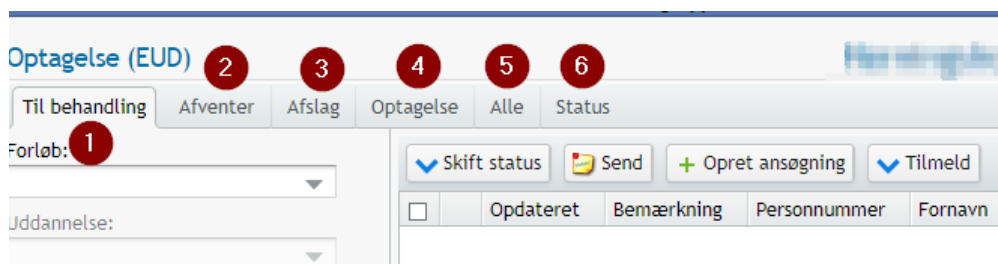 Optagelse (EUD)
2 3 4 5 6
Til behandling Afventer Afslag Optagelse Alle Status
1
Forløb:
Skift status Send Opret ansøgning Tilmeld
Opdateret Bemærkning Personnummer Fornavn
Uddannelse: